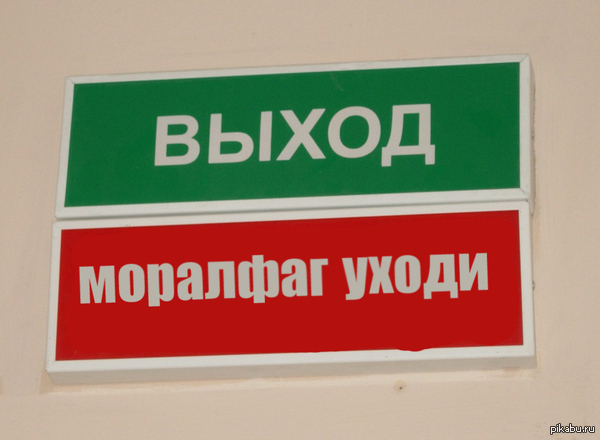 ВЫХОД
моралфаг уходи
pikabu.ru